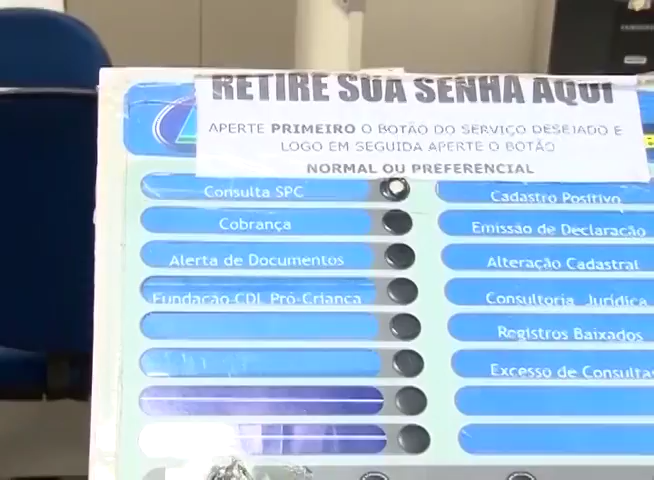 RETIRE SUA SENHA AQUI
APERTE PRIMEIRO O BOTÃO DO SERVIÇO DESEJADO E
LOGO EM SEGUIDA APERTE O BOTÃO
NORMAL OU PREFERENCIAL
Consulta SPC
Cobrança
Alerta de Documentos
Fundação CDL Pró-Criança
Cadastro Positivo
Emissão de Declaração
Alteração Cadastral
Consultoria Jurídica
Registros Baixados
Excesso de Consultas